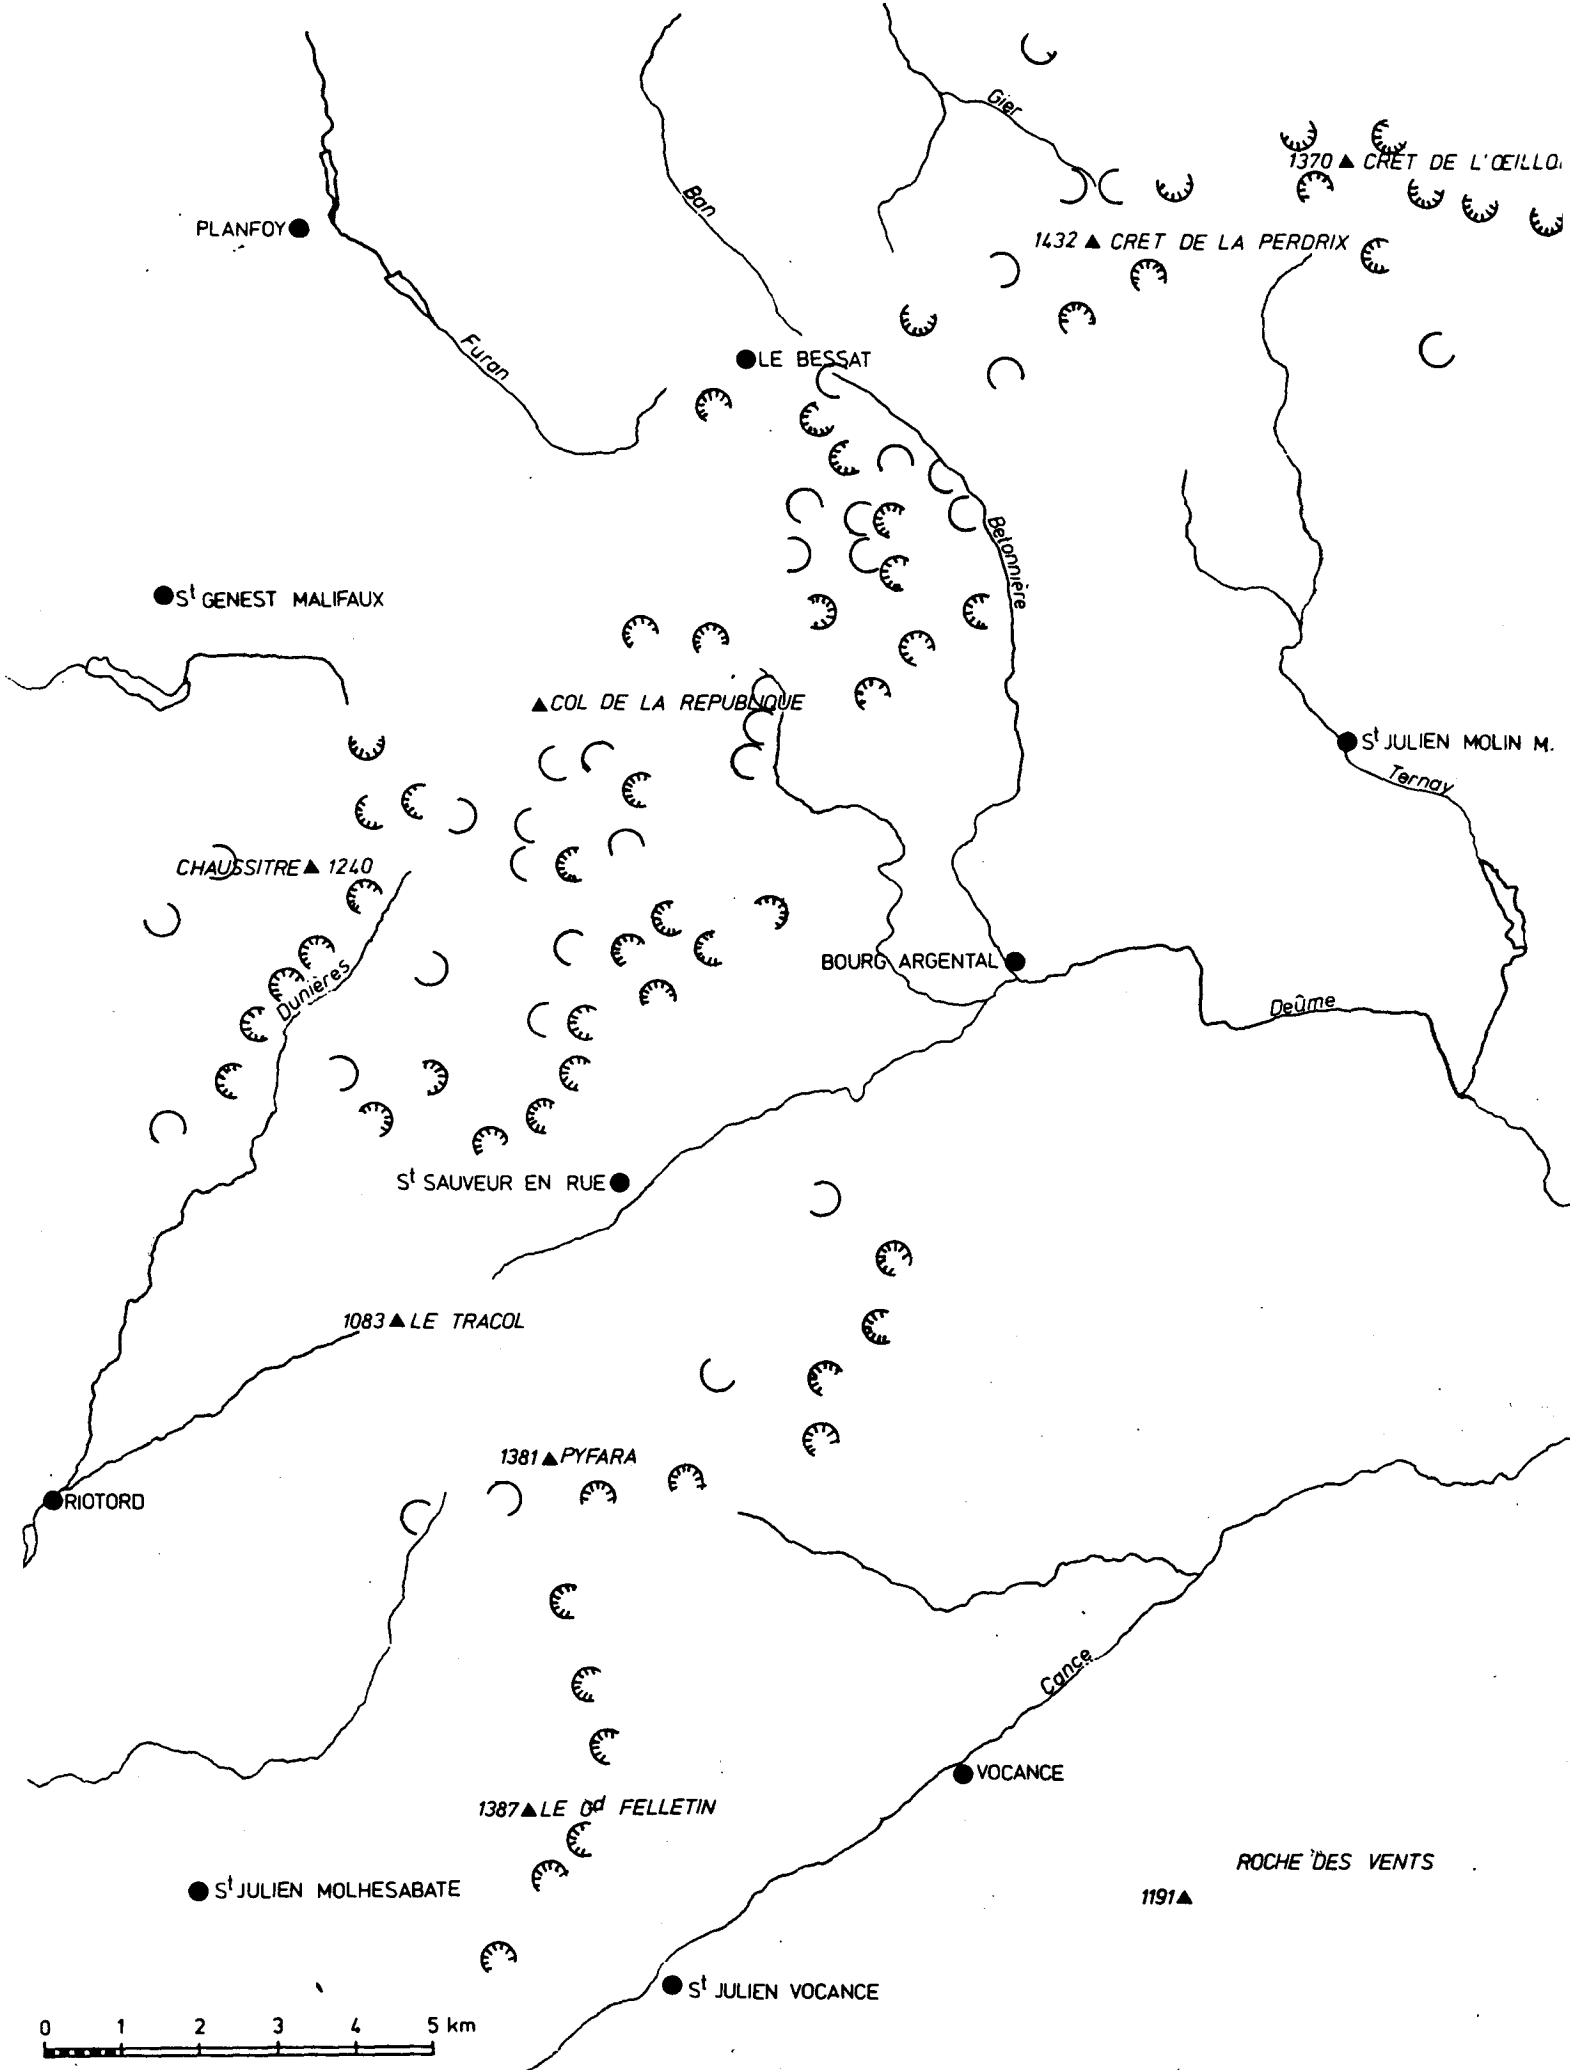 Gier
1370 ▲ CRET DE L'ŒILLO
Ban
PLANFOY
1432 ▲ CRET DE LA PERDRIX
Furan
LE BESSAT
Betonnière
St GENEST MALIFAUX
▲ COL DE LA REPUBLIQUE
St JULIEN MOLIN M.
Ternay
CHAUSSITRE ▲ 1240
BOURG ARGENTAL
Dunières
Deûme
St SAUVEUR EN RUE
1083 ▲ LE TRACOL
1381 ▲ PYFARA
RIOTORD
Cance
VOCANCE
1387 ▲ LE Gd FELLETIN
ROCHE DES VENTS
St JULIEN MOLHESABATE
1191 ▲
St JULIEN VOCANCE
0 1 2 3 4 5 km